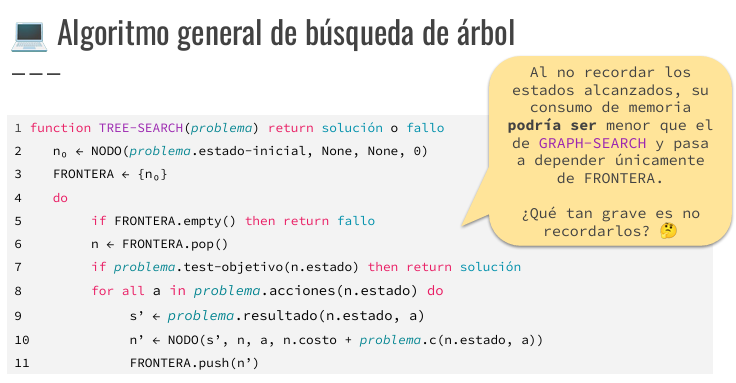 💻 Algoritmo general de búsqueda de árbol
———
Al no recordar los
estados alcanzados, su
consumo de memoria
podría ser menor que el
de GRAPH-SEARCH y pasa
a depender únicamente
de FRONTERA.
¿Qué tan grave es no
recordarlos? 🤔
1 function TREE-SEARCH(problema) return solución o fallo
2 n₀ ← NODO(problema.estado-inicial, None, None, 0)
3 FRONTERA ← {n₀}
4 do
5 if FRONTERA.empty() then return fallo
6 n ← FRONTERA.pop()
7 if problema.test-objetivo(n.estado) then return solución
8 for all a in problema.acciones(n.estado) do
9 s’ ← problema.resultado(n.estado, a)
10 n’ ← NODO(s’, n, a, n.costo + problema.c(n.estado, a))
11 FRONTERA.push(n’)